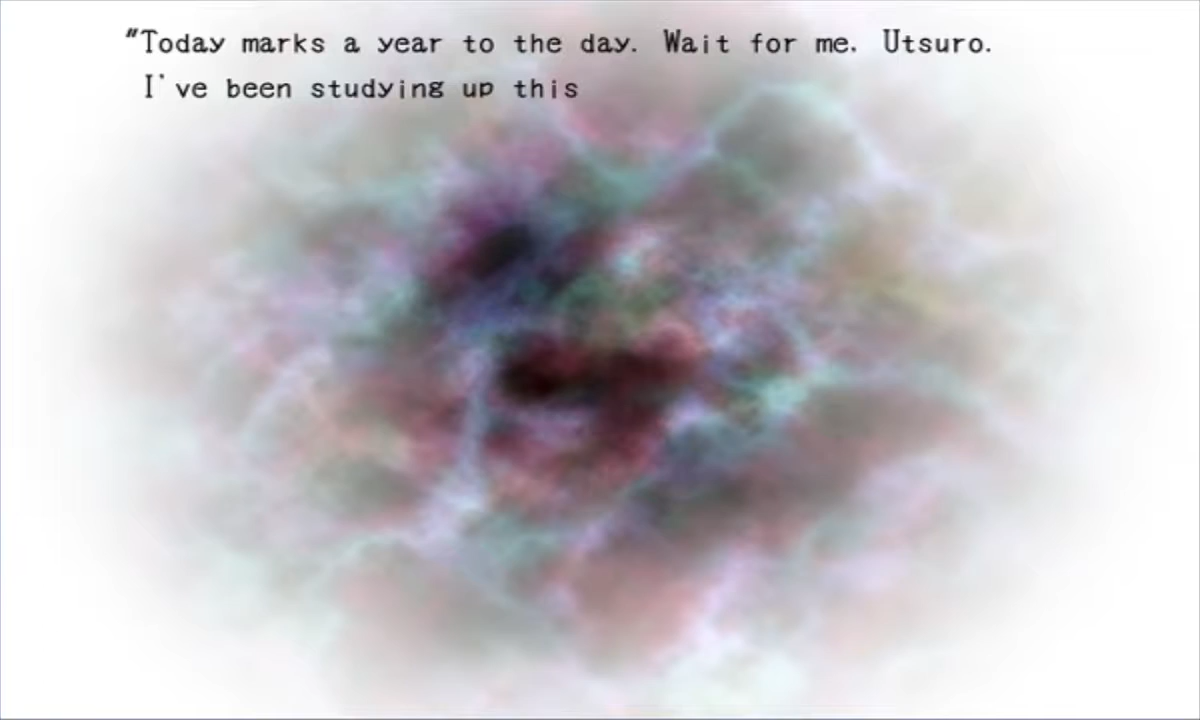 "Today marks a year to the day. Wait for me. Utsuro.
I've been studying up this